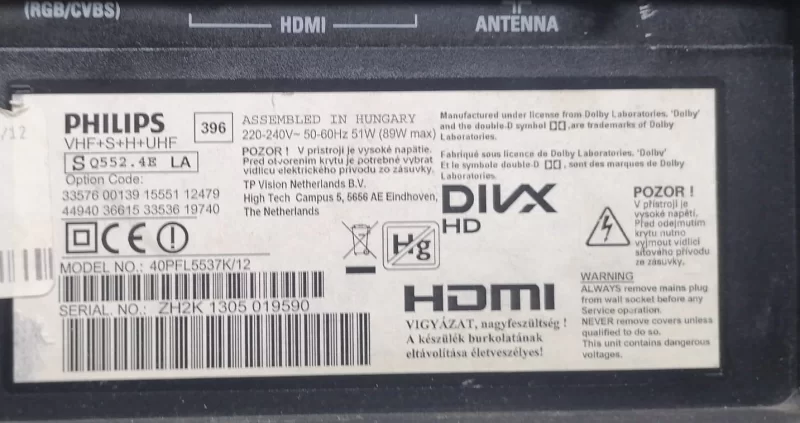 (RGB/CVBS)
HDMI
ANTENNA
/12
PHILIPS
VHF+S+H+UHF
S Q552.4E LA
Option Code:
33576 00139 15551 12479
44940 36615 33536 19740
CE
396
ASSEMBLED IN HUNGARY
220-240V~ 50-60Hz 51W (89W max)
POZOR ! V přístroji je vysoké napätie.
Pred otvorením krytu je potrebné vybrat
vidlicu elektrického přívodu zo zásuvky.
TP Vision Netherlands B.V.
High Tech Campus 5, 5656 AE Eindhoven,
The Netherlands
Manufactured under license from Dolby Laboratories. 'Dolby'
and the double-D symbol are trademarks of Dolby
Laboratories.
Fabriqué sous licence de Dolby Laboratories. 'Dolby'
Et le symbole double-D , sont des marques de Dolby
Laboratories.
DIVX
HD
POZOR !
V přístroji je
vysoké napětí,
Před odejmutím
krytu nutno
vyjmout vidlici
síťového přívodu
ze zásuvky.
Hg
MODEL NO.: 40PFL5537K/12
SERIAL. NO.: ZH2K 1305 019590
HDMI
VIGYÁZAT, nagyfeszültség !
A készülék burkolatának
eltávolítása életveszélyes!
WARNING
ALWAYS remove mains plug
from wall socket before any
Service operation.
NEVER remove covers unless
qualified to do so.
This unit contains dangerous
voltages.